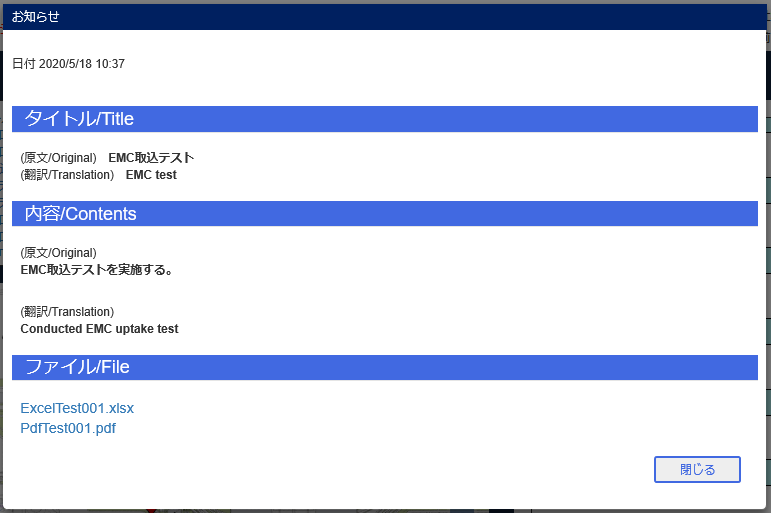 お知らせ
日付 2020/5/18 10:37
タイトル/Title
(原文/Original) EMC取込テスト
(翻訳/Translation) EMC test
内容/Contents
(原文/Original)
EMC取込テストを実施する。
(翻訳/Translation)
Conducted EMC uptake test
ファイル/File
ExcelTest001.xlsx
PdfTest001.pdf
閉じる